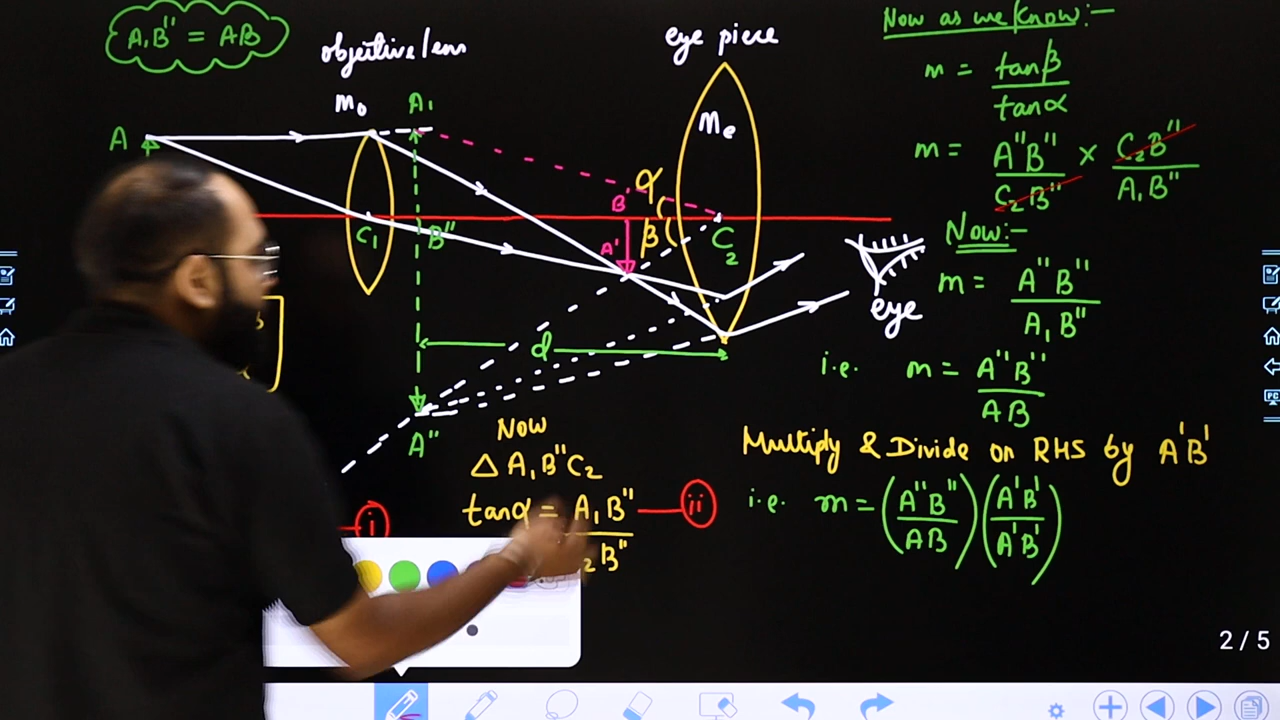 A₁B" = AB
objective lens
eye piece
m₀
A₁
mₑ
A
α
B'
C₁
B"
A'
β
C₂
eye
d
A"
Now
△ A₁B"C₂
tanα = A₁B" — ii
₂B"
i
B
Now as we know:-
m = tanβ
tanα
m = A"B" × C₂B"
C₂B" A₁B"
Now:-
m = A"B"
A₁B"
i.e. m = A"B"
AB
Multiply & Divide on RHS by A'B'
i.e. m = (A"B")(A'B')
(AB)(A'B')
2 / 5
FC